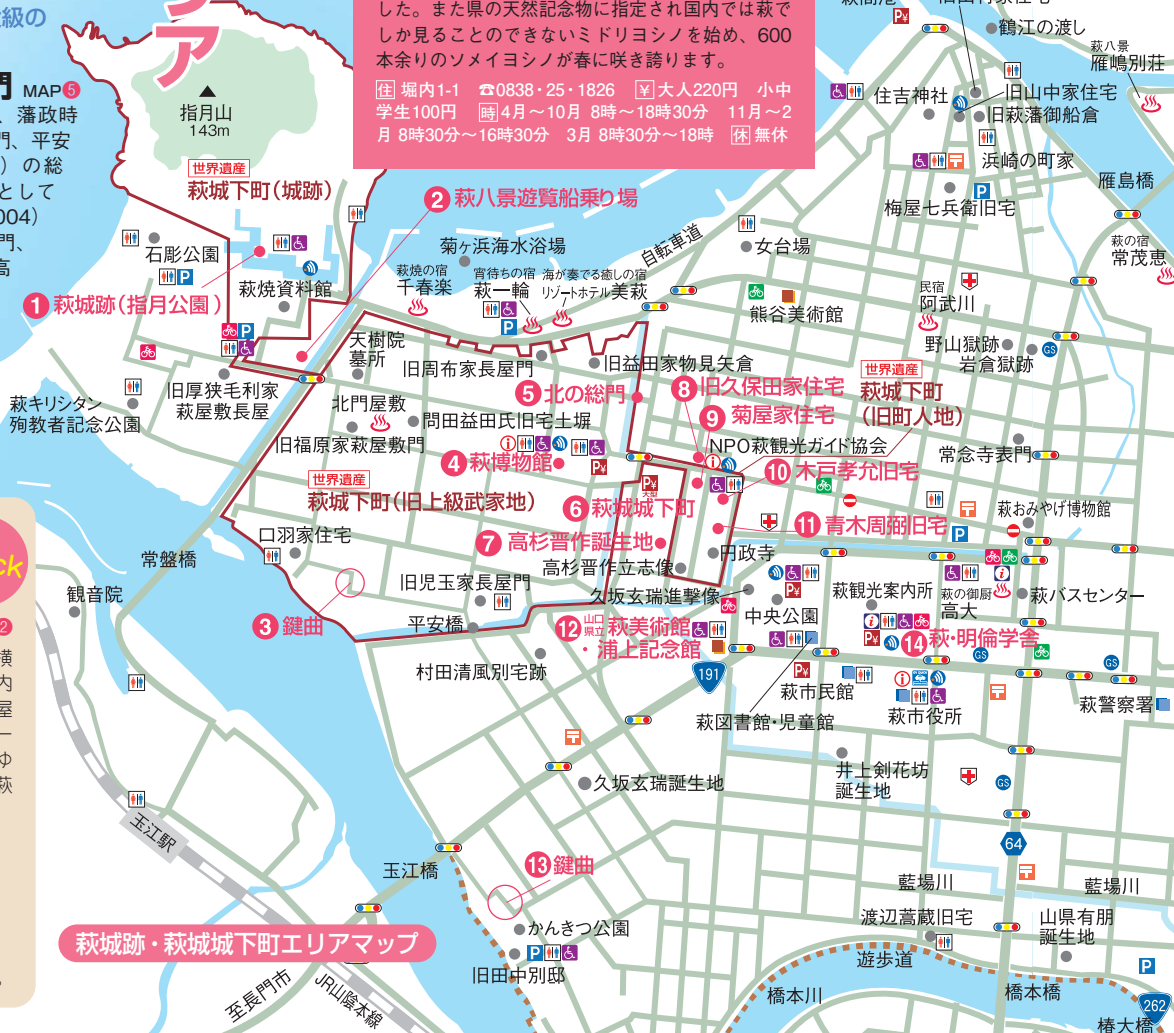 級の
ア
門 MAP❺
、藩政時
門、平安
)の総
として
004)
門、
高
した。また県の天然記念物に指定され国内では萩で
しか見ることのできないミドリヨシノを始め、600
本余りのソメイヨシノが春に咲き誇ります。
住 堀内1-1 ☎0838・25・1826 ¥ 大人220円 小中
学生100円 時 4月~10月 8時~18時30分 11月~2
月 8時30分~16時30分 3月 8時30分~18時 休 無休
指月山
143m
世界遺産
萩城下町(城跡)
❷ 萩八景遊覧船乗り場
石彫公園
萩焼資料館
❶ 萩城跡(指月公園)
菊ヶ浜海水浴場
萩焼の宿
千春楽
宵待ちの宿
萩一輪
海が奏でる癒しの宿
リゾートホテル美萩
自転車道
女台場
熊谷美術館
鶴江の渡し
萩八景
雁嶋別荘
住吉神社
旧山中家住宅
旧萩藩御船倉
浜崎の町家
雁島橋
梅屋七兵衛旧宅
萩の宿
常茂恵
民宿
阿武川
野山獄跡
岩倉獄跡
GS
天樹院
墓所
旧周布家長屋門
旧益田家物見矢倉
旧厚狭毛利家
萩屋敷長屋
萩キリシタン
殉教者記念公園
北門屋敷
問田益田氏旧宅土塀
旧福原家萩屋敷門
❺ 北の総門
❽ 旧久保田家住宅
❾ 菊屋家住宅
世界遺産
萩城下町
(旧町人地)
NPO萩観光ガイド協会
常念寺表門
❹ 萩博物館
❿ 木戸孝允旧宅
世界遺産
萩城下町(旧上級武家地)
大型
❻ 萩城城下町
⓫ 青木周弼旧宅
萩おみやげ博物館
❼ 高杉晋作誕生地
口羽家住宅
高杉晋作立志像
円政寺
常盤橋
旧児玉家長屋門
久坂玄瑞進撃像
中央公園
萩観光案内所
萩の御厨
高大
萩バスセンター
ck
観音院
❸ 鍵曲
平安橋
⓬ 山口県立 萩美術館
・浦上記念館
⓮ 萩・明倫学舎
GS
GS
2
横
内
屋
ー
ゆ
萩
村田清風別宅跡
191
萩市民館
萩図書館・児童館
萩市役所
萩警察署
久坂玄瑞誕生地
井上剣花坊
誕生地
GS
玉江駅
玉江橋
64
⓭ 鍵曲
藍場川
藍場川
かんきつ公園
渡辺蒿蔵旧宅
山県有朋
誕生地
萩城跡・萩城城下町エリアマップ
旧田中別邸
遊歩道
至長門市
JR山陰本線
橋本川
橋本橋
262
椿大橋